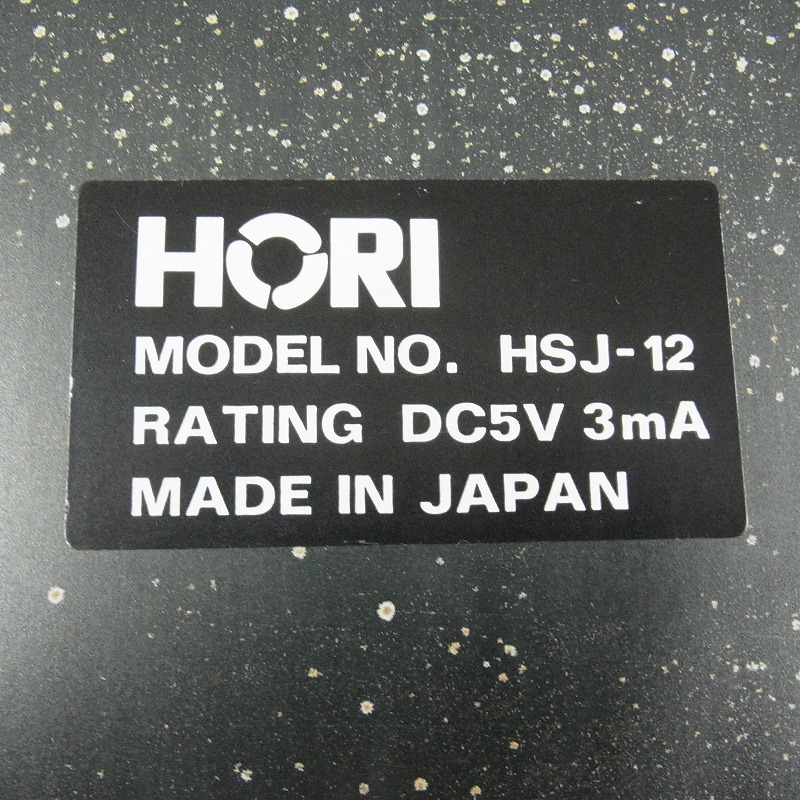 HORI
MODEL NO. HSJ-12
RATING DC5V 3mA
MADE IN JAPAN